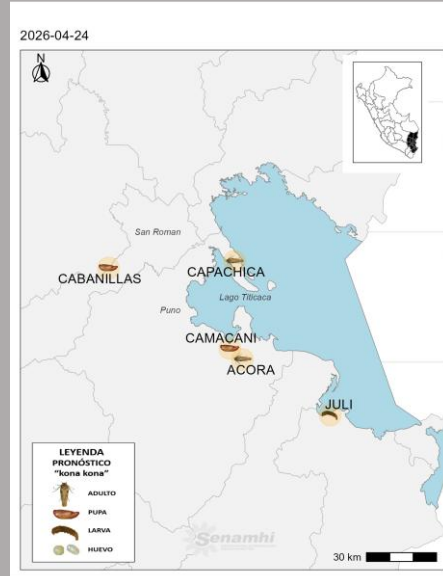 2026-04-24
N
San Roman
CABANILLAS
CAPACHICA
Lago Titicaca
Puno
CAMACANI
ACORA
JULI
LEYENDA
PRONÓSTICO
"kona kona"
ADULTO
PUPA
LARVA
HUEVO
Senamhi
30 km